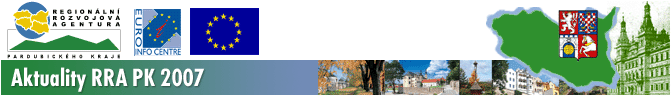 REGIONÁLNÍ
ROZVOJOVÁ
AGENTURA
PARDUBICKÉHO KRAJE
EURO
INFO CENTRE
Aktuality RRA PK 2007